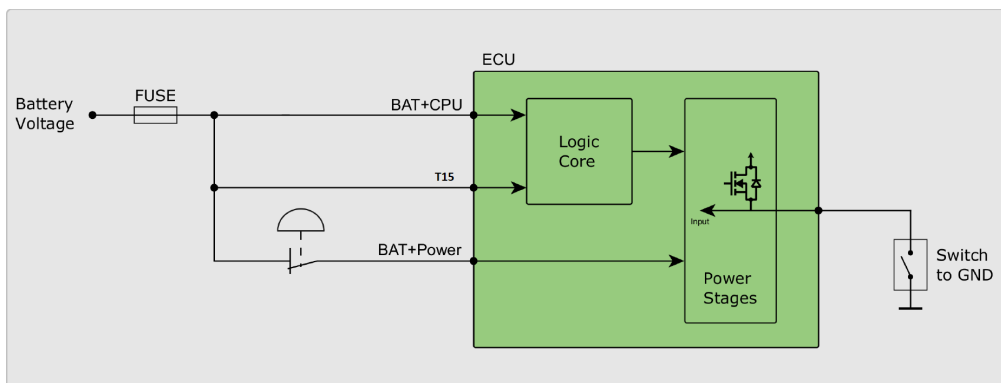 ECU
FUSE
Battery
Voltage
BAT+CPU
Logic
Core
T15
Input
BAT+Power
Power
Stages
Switch
to GND